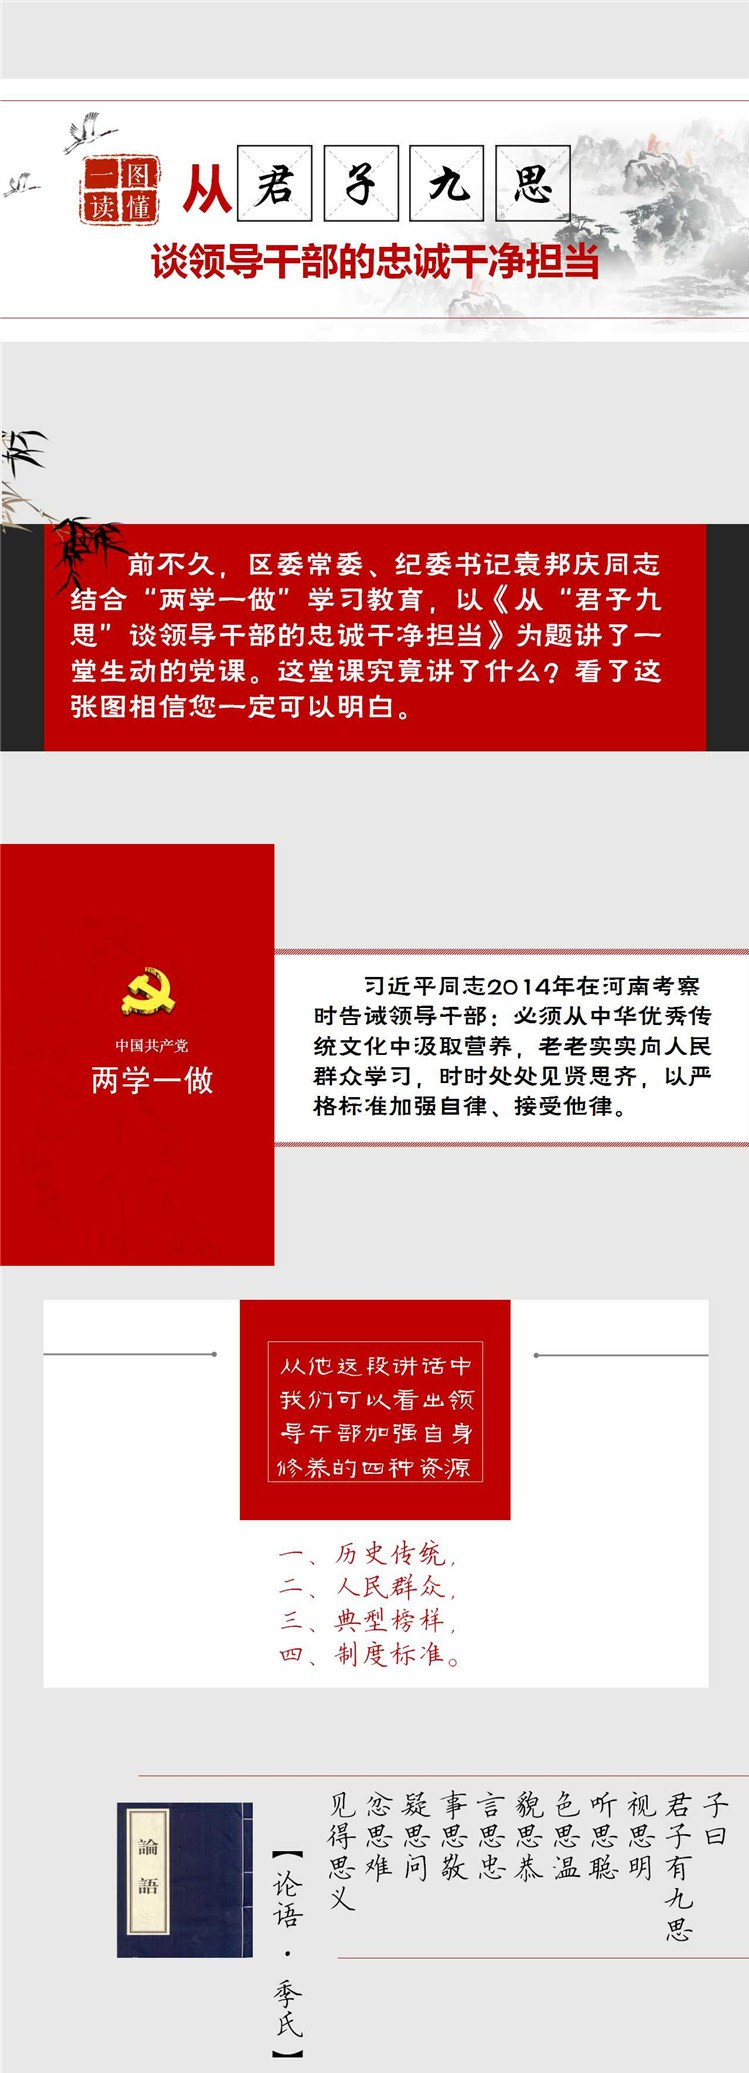 一图
读懂
从君子九思
谈领导干部的忠诚干净担当
前不久，区委常委、纪委书记袁邦庆同志
结合“两学一做”学习教育，以《从“君子九
思”谈领导干部的忠诚干净担当》为题讲了一
堂生动的党课。这堂课究竟讲了什么？看了这
张图相信您一定可以明白。
中国共产党
两学一做
习近平同志2014年在河南考察
时告诫领导干部：必须从中华优秀传
统文化中汲取营养，老老实实向人民
群众学习，时时处处见贤思齐，以严
格标准加强自律、接受他律。
从他这段讲话中
我们可以看出领
导干部加强自身
修养的四种资源
一、历史传统，
二、人民群众，
三、典型榜样，
四、制度标准。
子曰
君子有九思
视思明
听思聪
色思温
貌思恭
言思忠
事思敬
疑思问
忿思难
见得思义
【论语·季氏】
論語